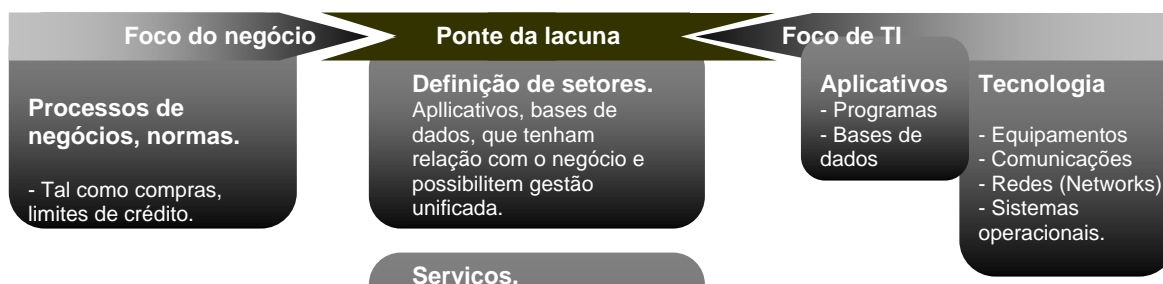 Foco do negócio
Ponte da lacuna
Foco de TI
Processos de
negócios, normas.
- Tal como compras,
limites de crédito.
Definição de setores.
Apllicativos, bases de
dados, que tenham
relação com o negócio e
possibilitem gestão
unificada.
Serviços.
Aplicativos
- Programas
- Bases de
dados
Tecnologia
- Equipamentos
- Comunicações
- Redes (Networks)
- Sistemas
operacionais.